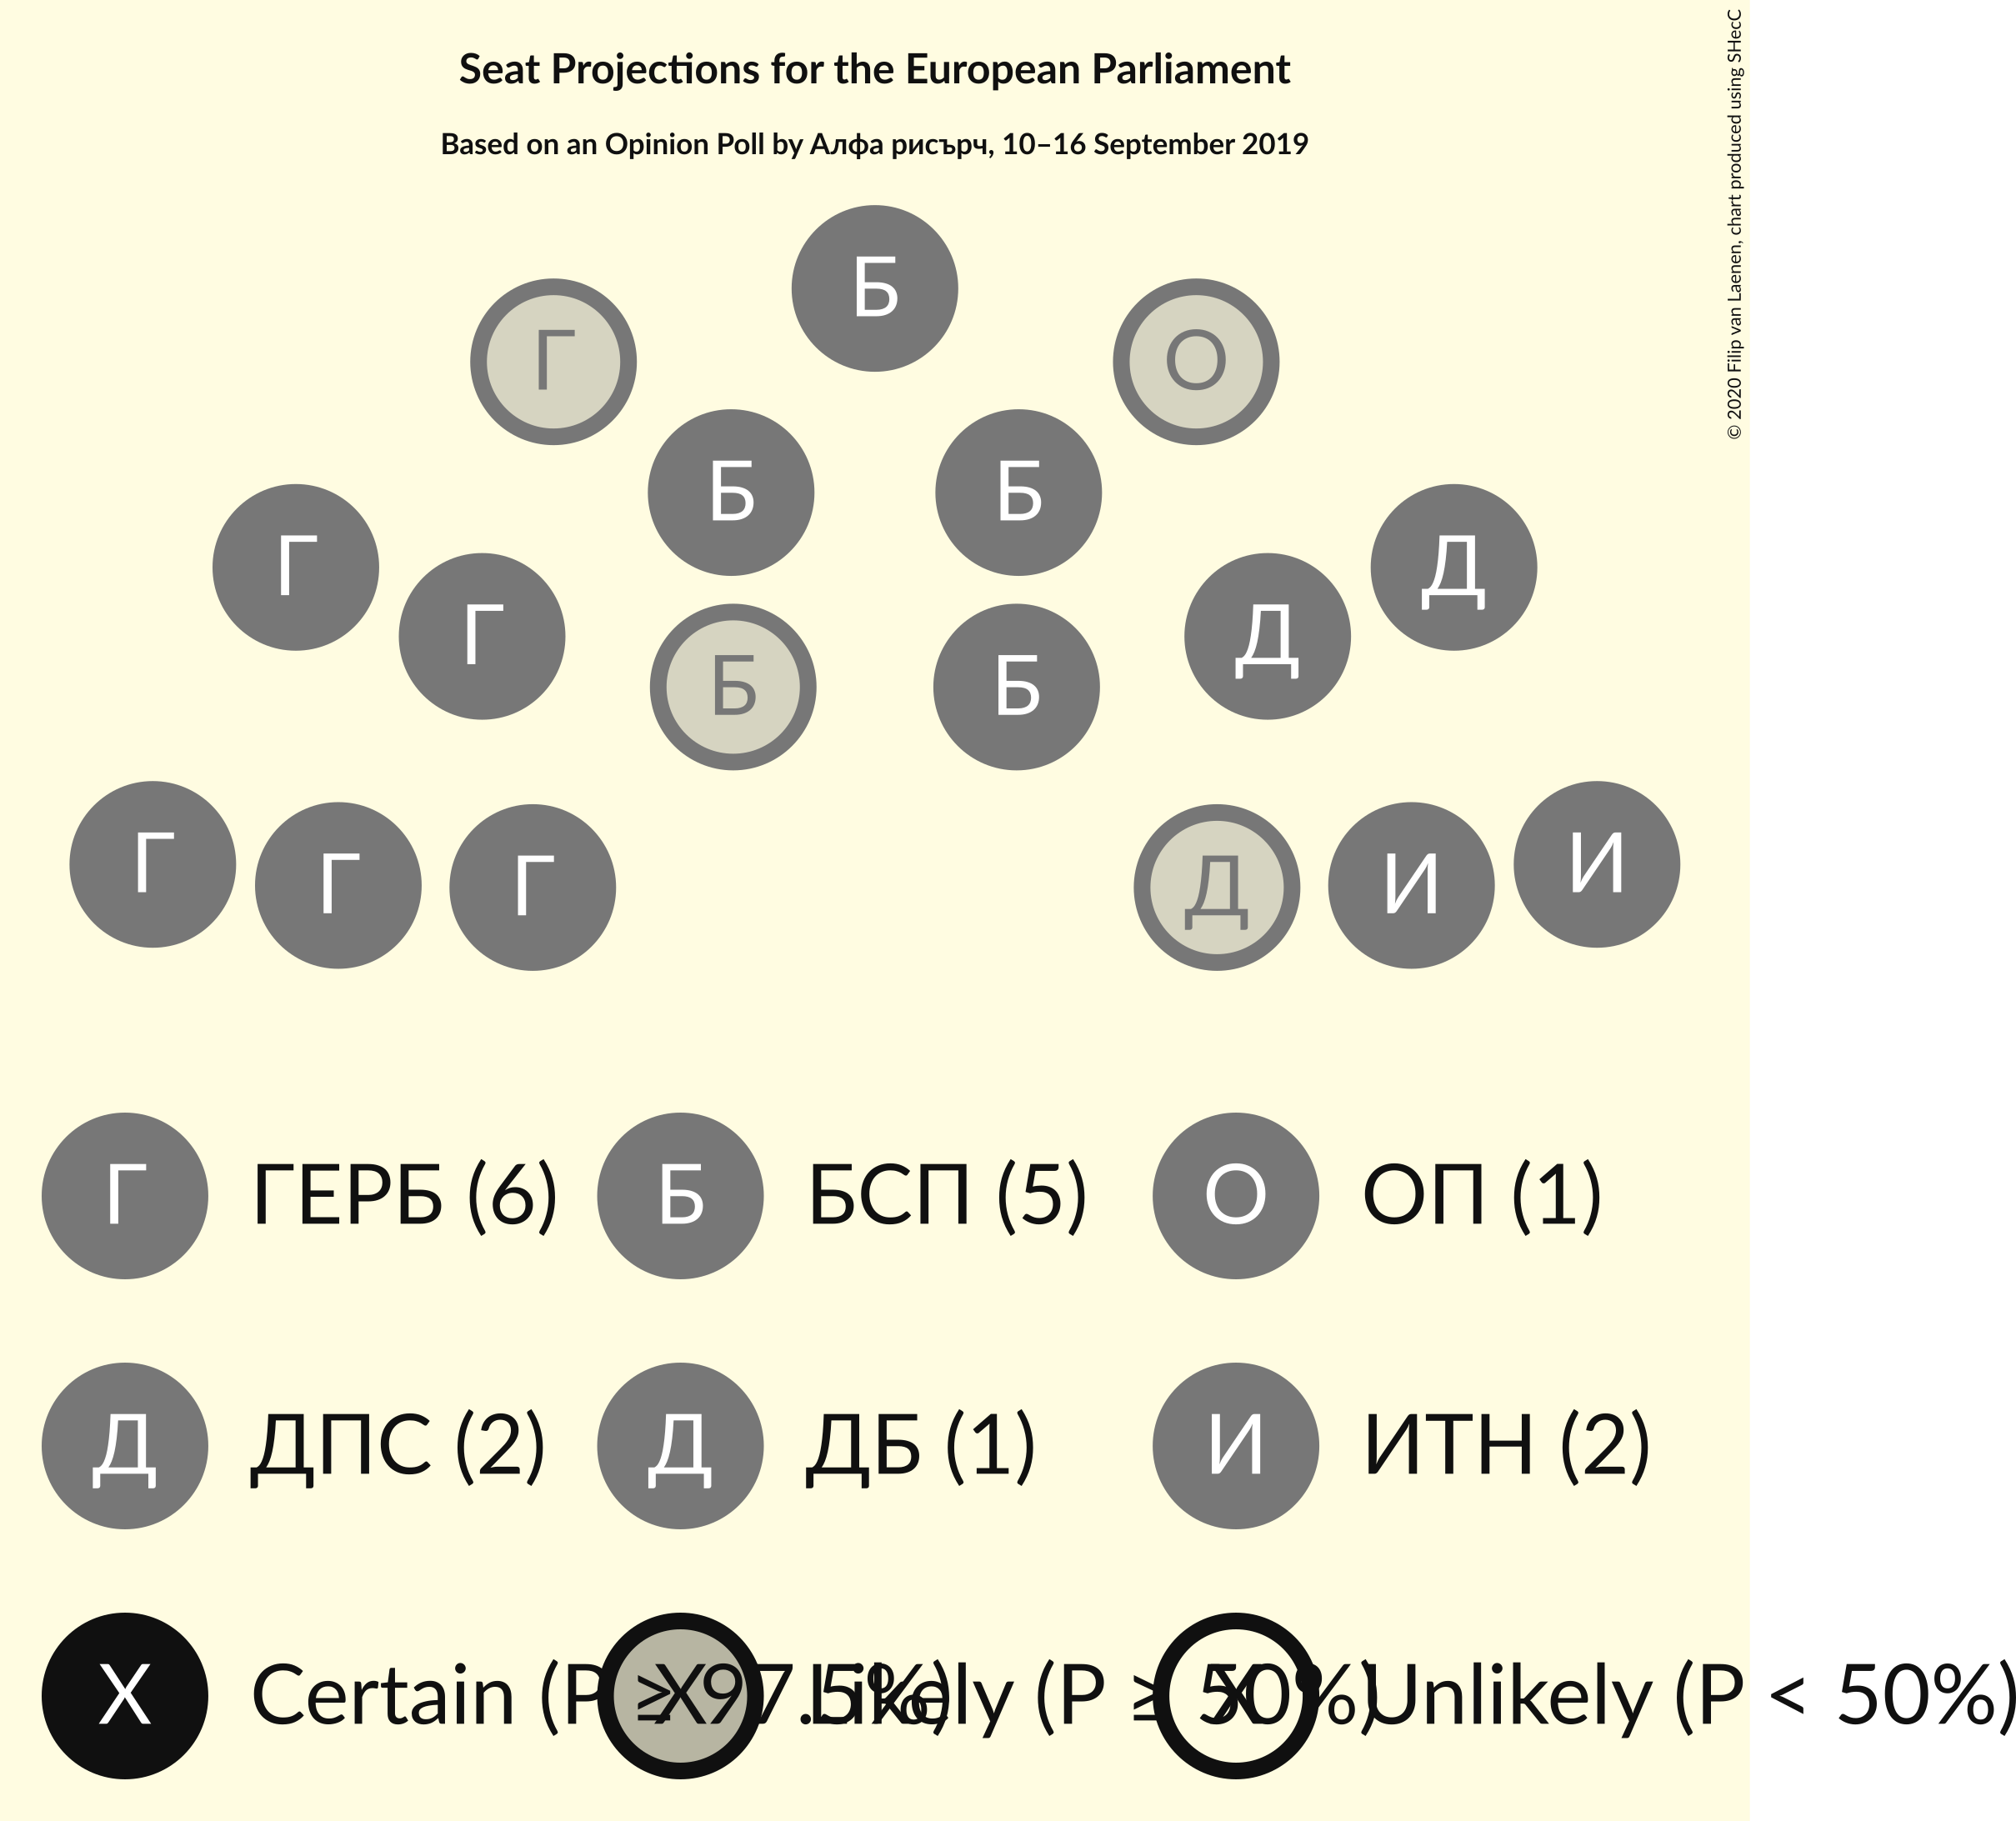 Seat Projections for the European Parliament
Based on an Opinion Poll by Алфа рисърч, 10–16 September 2019
© 2020 Filip van Laenen, chart produced using SHecC
Б
Г О
Б Б
Г Д
Г Д
Б Б
Г И
Г И
Г Д
Г ГЕРБ (6) Б БСП (5) О ОП (1)
Д ДПС (2) Д ДБ (1) И ИТН (2)
X Certain (P ≥ 97.5%) X Likely (P ≥ 50%) X Unlikely (P < 50%)